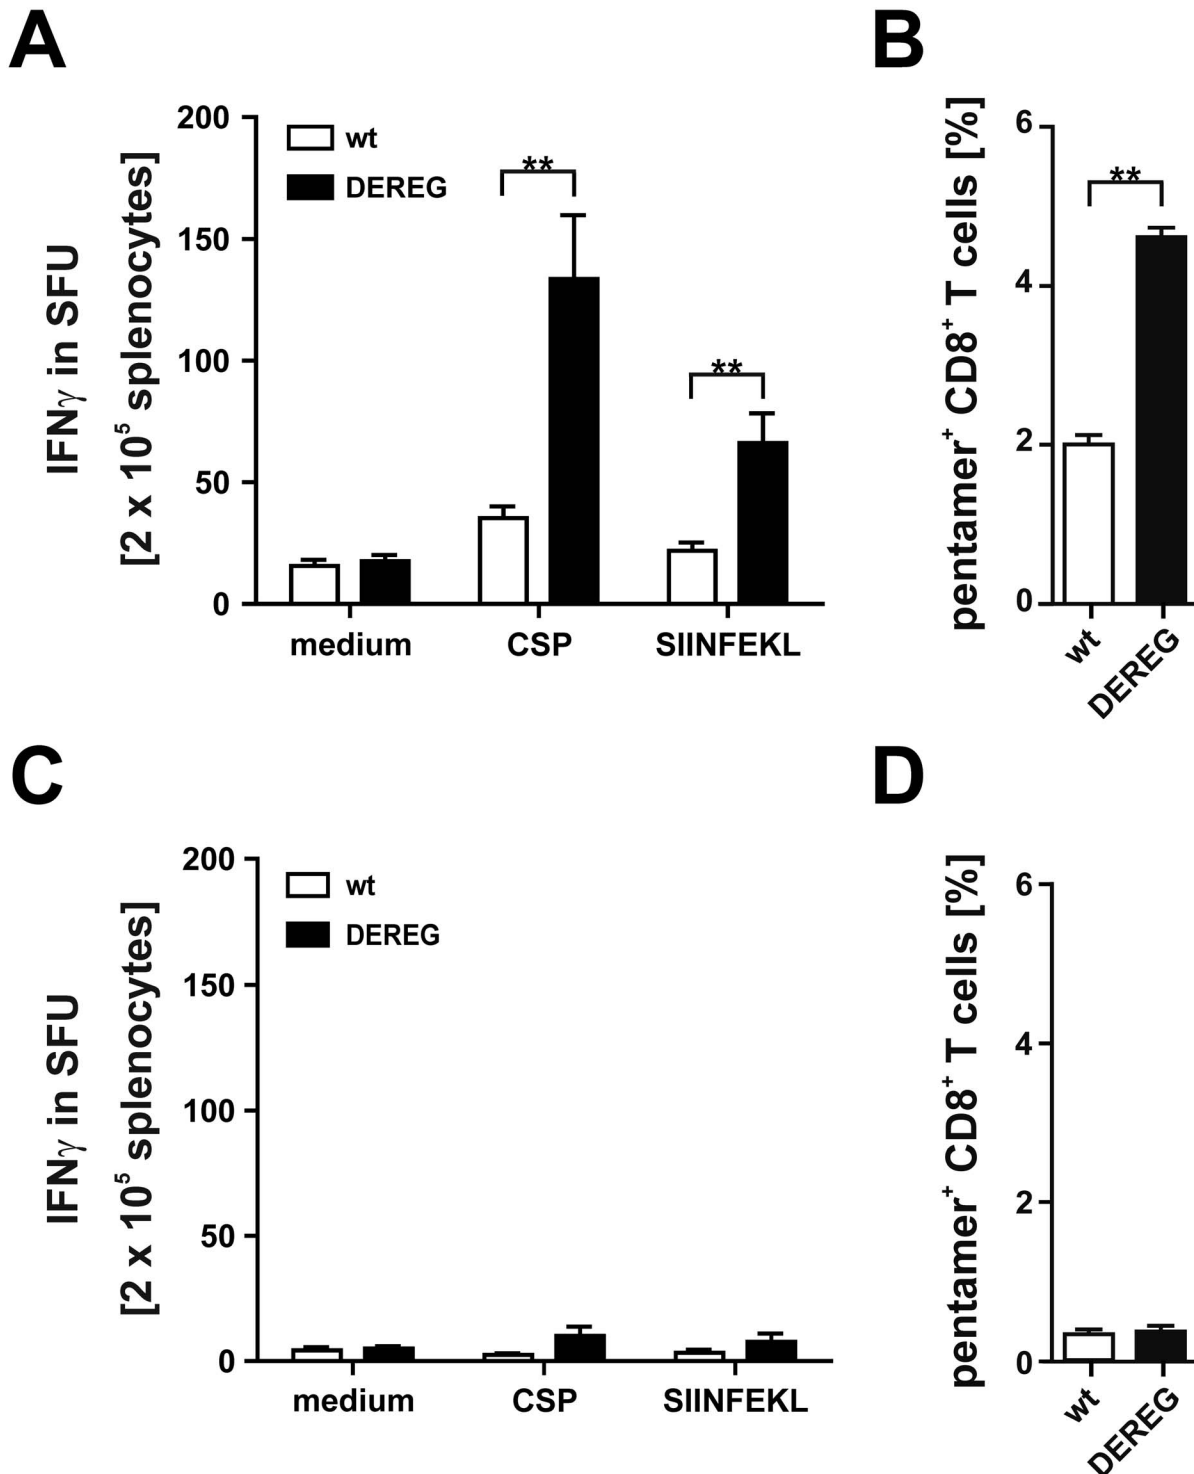 A
IFNγ in SFU
[2 x 10⁵ splenocytes]
200
150
100
50
0
wt
DEREG
**
**
medium
CSP
SIINFEKL
B
pentamer⁺ CD8⁺ T cells [%]
6
4
2
0
**
wt
DEREG
C
IFNγ in SFU
[2 x 10⁵ splenocytes]
200
150
100
50
0
wt
DEREG
medium
CSP
SIINFEKL
D
pentamer⁺ CD8⁺ T cells [%]
6
4
2
0
wt
DEREG